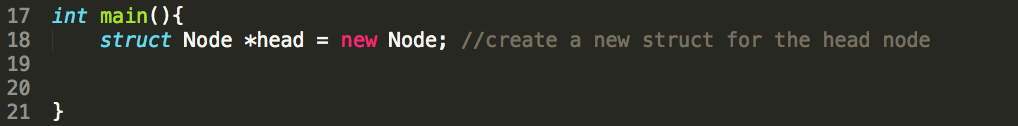 17 int main(){
18     struct Node *head = new Node; //create a new struct for the head node
19
20
21 }